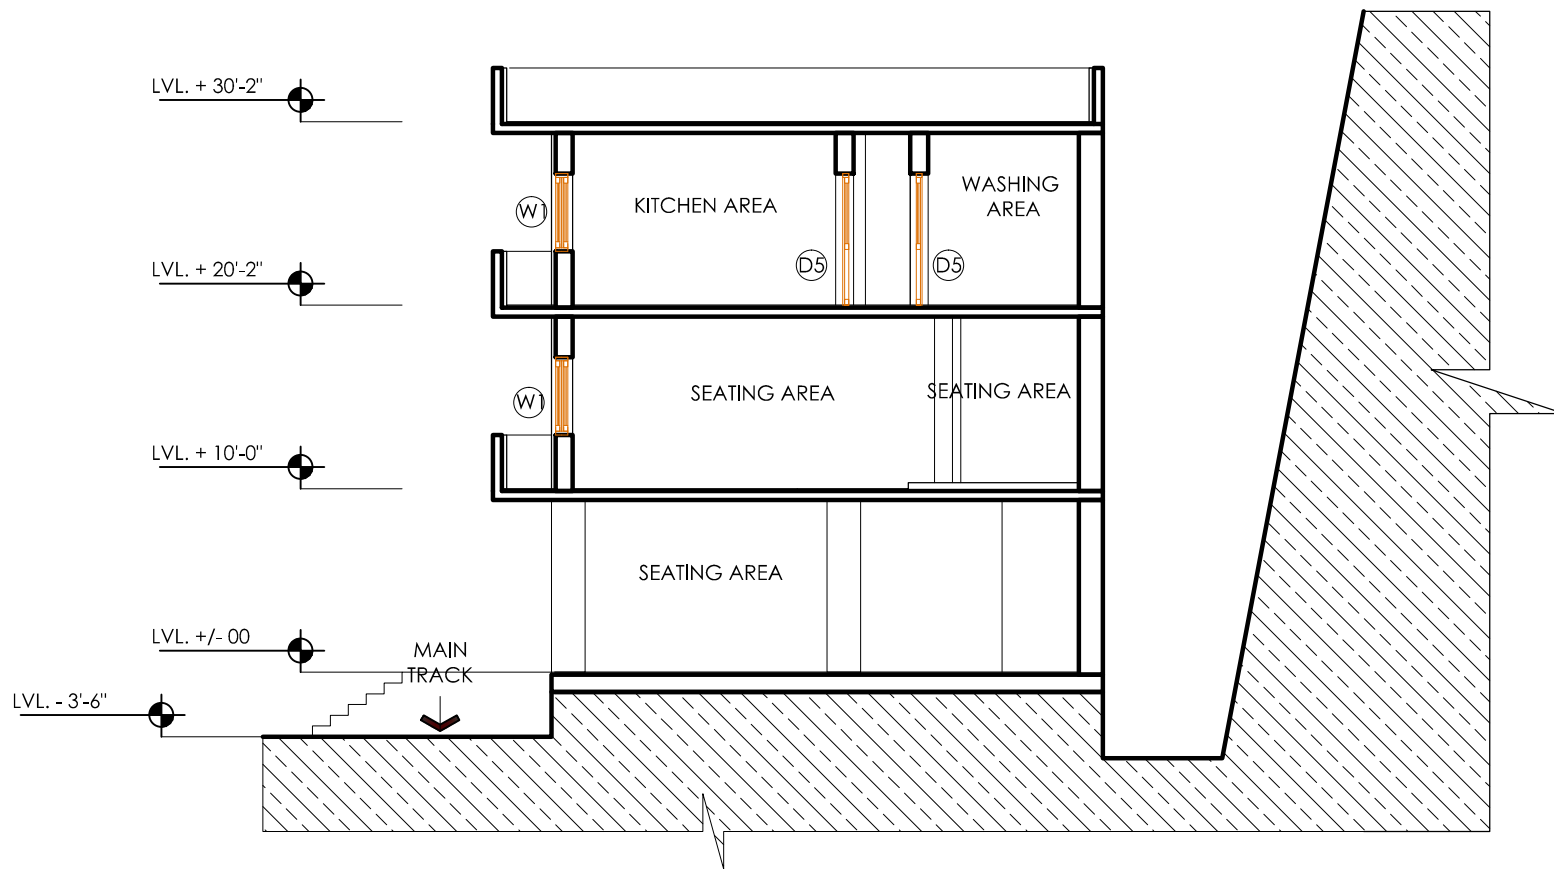 LVL. + 30'-2"
WASHING
AREA
KITCHEN AREA
W1
D5
D5
LVL. + 20'-2"
SEATING AREA
SEATING AREA
W1
LVL. + 10'-0"
SEATING AREA
LVL. +/- 00
MAIN
TRACK
LVL. - 3'-6"